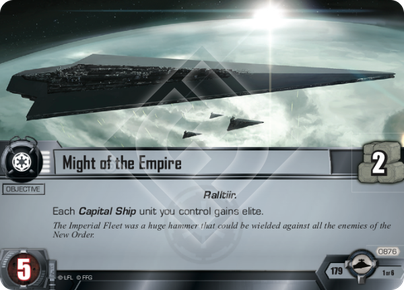 Might of the Empire
2
OBJECTIVE
Ralltiir.
Each Capital Ship unit you control gains elite.
The Imperial Fleet was a huge hammer that could be wielded against all the enemies of the
New Order.
0876
5
© LFL © FFG
179
1 of 6